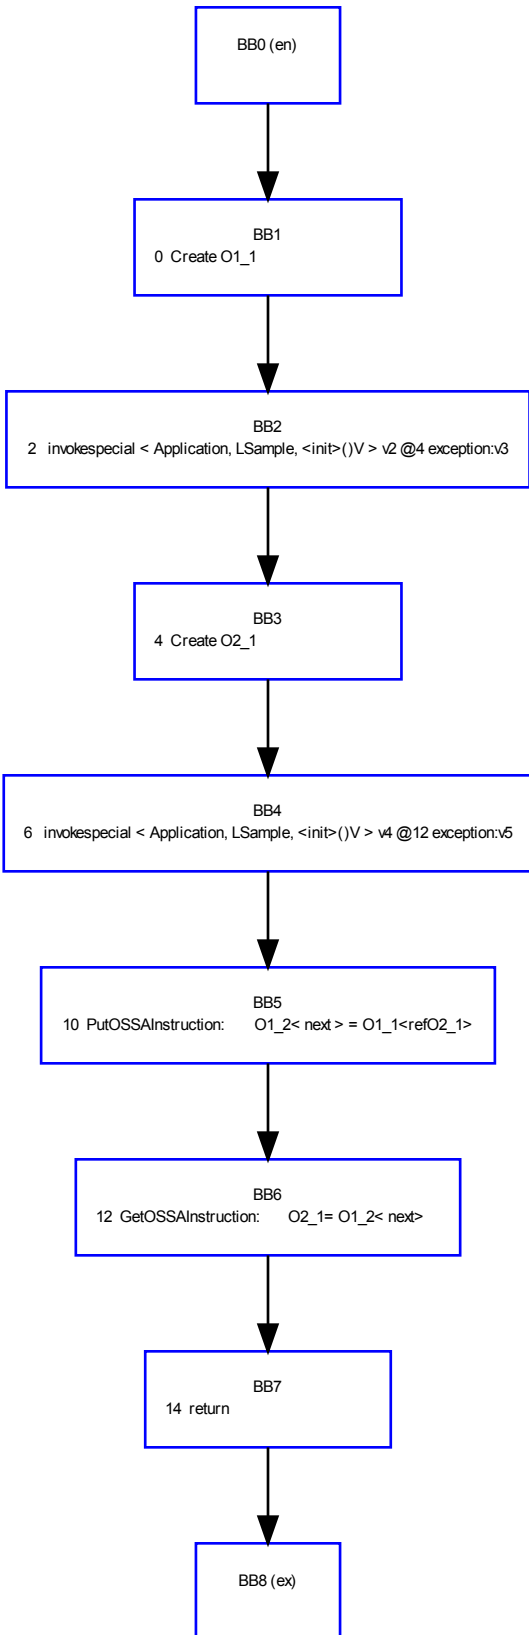 BB0 (en)
BB1
0 Create O1_1
BB2
2 invokespecial < Application, LSample, <init>()V > v2 @4 exception:v3
BB3
4 Create O2_1
BB4
6 invokespecial < Application, LSample, <init>()V > v4 @12 exception:v5
BB5
10 PutOSSAInstruction: O1_2< next > = O1_1<refO2_1>
BB6
12 GetOSSAInstruction: O2_1= O1_2< next>
BB7
14 return
BB8 (ex)